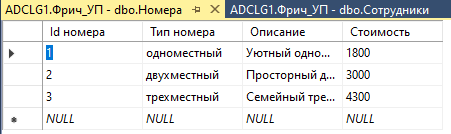 ADCLG1.Фрич_УП - dbo.Номера ADCLG1.Фрич_УП - dbo.Сотрудники
Id номера Тип номера Описание Стоимость
1 одноместный Уютный одно... 1800
2 двухместный Просторный д... 3000
3 трехместный Семейный тре... 4300
NULL NULL NULL NULL